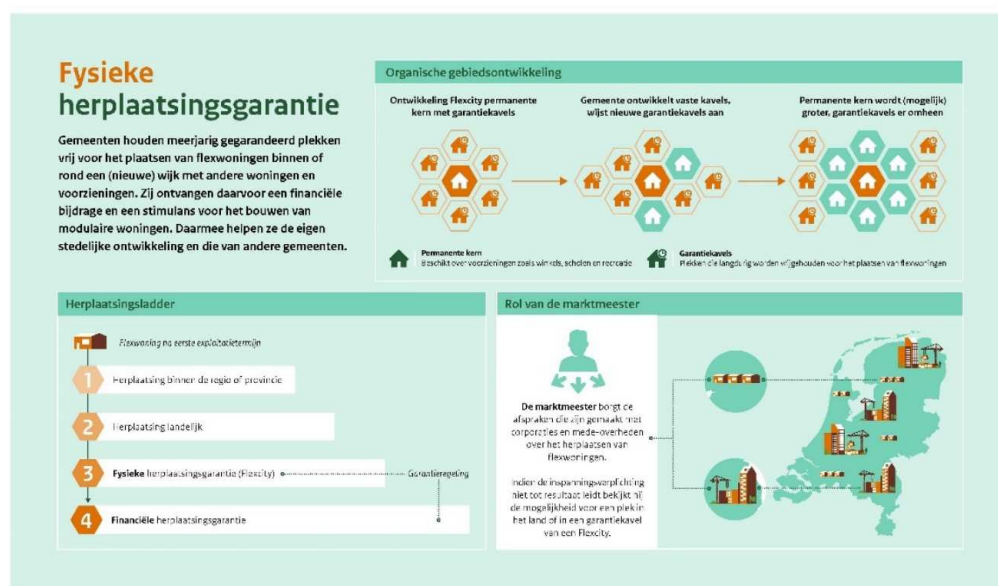 Fysieke
herplaatsingsgarantie
Gemeenten houden meerjarig gegarandeerd plekken
vrij voor het plaatsen van flexwoningen binnen of
rond een (nieuwe) wijk met andere woningen en
voorzieningen. Zij ontvangen daarvoor een financiële
bijdrage en een stimulans voor het bouwen van
modulaire woningen. Daarmee helpen ze de eigen
stedelijke ontwikkeling en die van andere gemeenten.
Organische gebiedsontwikkeling
Ontwikkeling Flexcity permanente
kern met garantiekavels
Gemeente ontwikkelt vaste kavels,
wijst nieuwe garantiekavels aan
Permanente kern wordt (mogelijk)
groter, garantiekavels er omheen
Permanente kern
Beschikt over voorzieningen zoals winkels, scholen en recreatie
Garantiekavels
Plekken die langdurig worden vrijgehouden voor het plaatsen van flexwoningen
Herplaatsingsladder
Flexwoning na eerste exploitatietermijn
1 Herplaatsing binnen de regio of provincie
2 Herplaatsing landelijk
3 Fysieke herplaatsingsgarantie (Flexcity)
Garantieregeling
4 Financiële herplaatsingsgarantie
Rol van de marktmeester
De marktmeester borgt de
afspraken die zijn gemaakt met
corporaties en mede-overheden
over het herplaatsen van
flexwoningen.
Indien de inspanningsverplichting
niet tot resultaat leidt bekijkt hij
de mogelijkheid voor een plek in
het land of in een garantiekavel
van een Flexcity.